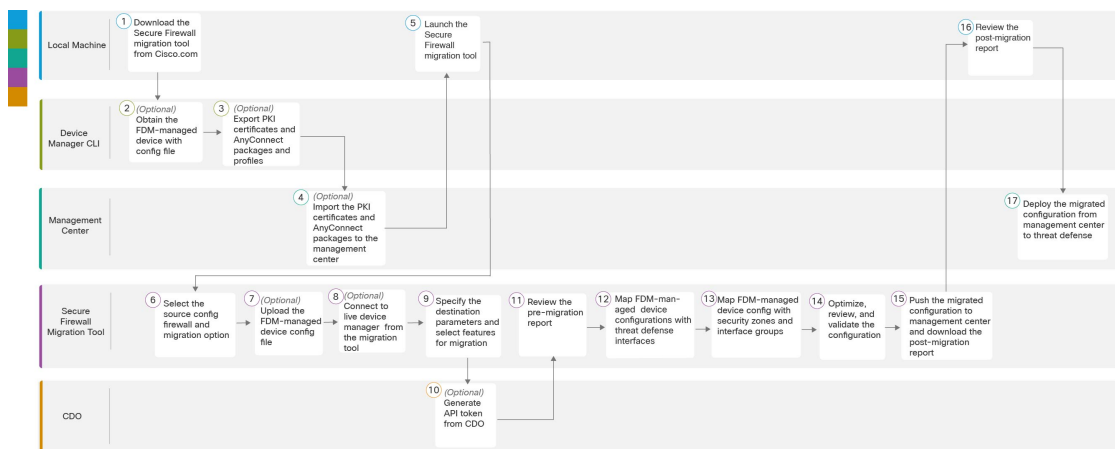 Local Machine
1
Download the
Secure Firewall
migration tool
from Cisco.com
5
Launch the
Secure
Firewall
migration tool
16
Review the
post-migration
report
Device
Manager CLI
2
(Optional)
Obtain the
FDM-managed
device with
config file
3
(Optional)
Export PKI
certificates and
AnyConnect
packages and
profiles
Management
Center
4
(Optional)
Import the PKI
certificates and
AnyConnect
packages to the
management
center
17
Deploy the migrated
configuration from
management center
to threat defense
Secure
Firewall
Migration Tool
6
Select the
source config
firewall and
migration option
7
(Optional)
Upload the
FDM-managed
device config
file
8
(Optional)
Connect to
live device
manager from
the migration
tool
9
Specify the
destination
parameters and
select features
for migration
11
Review the
pre-migration
report
12
Map FDM-man-
aged device
configurations with
threat defense
interfaces
13
Map FDM-managed
device config with
security zones and
interface groups
14
Optimize,
review, and
validate the
configuration
15
Push the migrated
configuration to
management center
and download the
post-migration
report
CDO
10
(Optional)
Generate
API token
from CDO